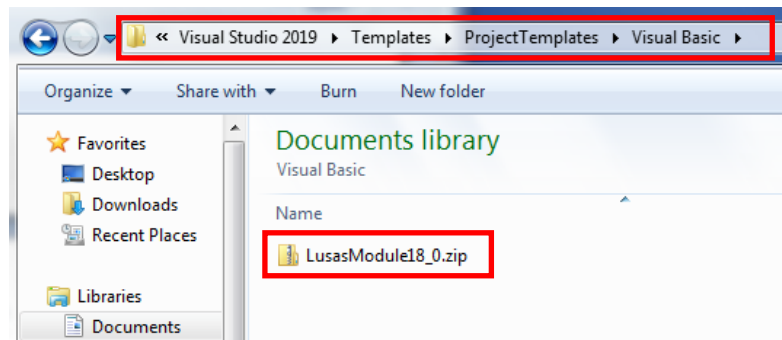 « Visual Studio 2019 ▸ Templates ▸ ProjectTemplates ▸ Visual Basic ▸
Organize ▾ Share with ▾ Burn New folder
Favorites
Desktop
Downloads
Recent Places
Libraries
Documents
Documents library
Visual Basic
Name
LusasModule18_0.zip